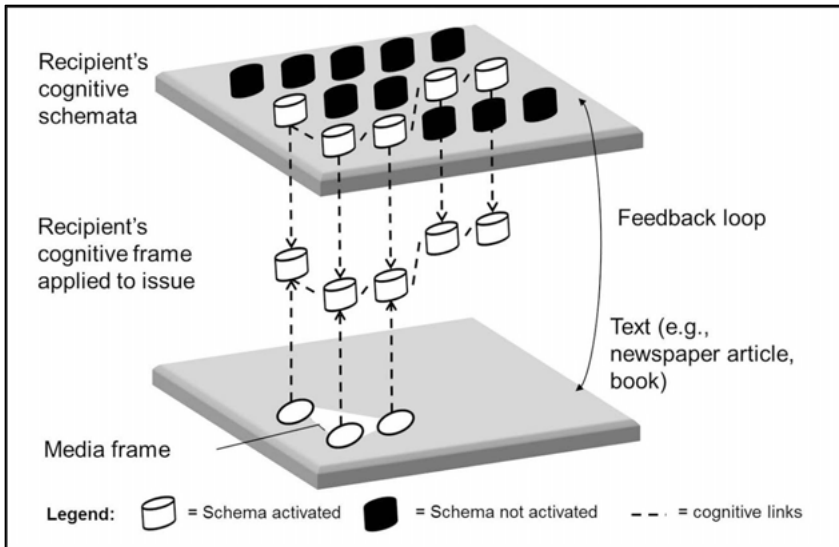 Recipient's
cognitive
schemata
Recipient's
cognitive frame
applied to issue
Feedback loop
Text (e.g.,
newspaper article,
book)
Media frame
Legend: = Schema activated = Schema not activated = cognitive links